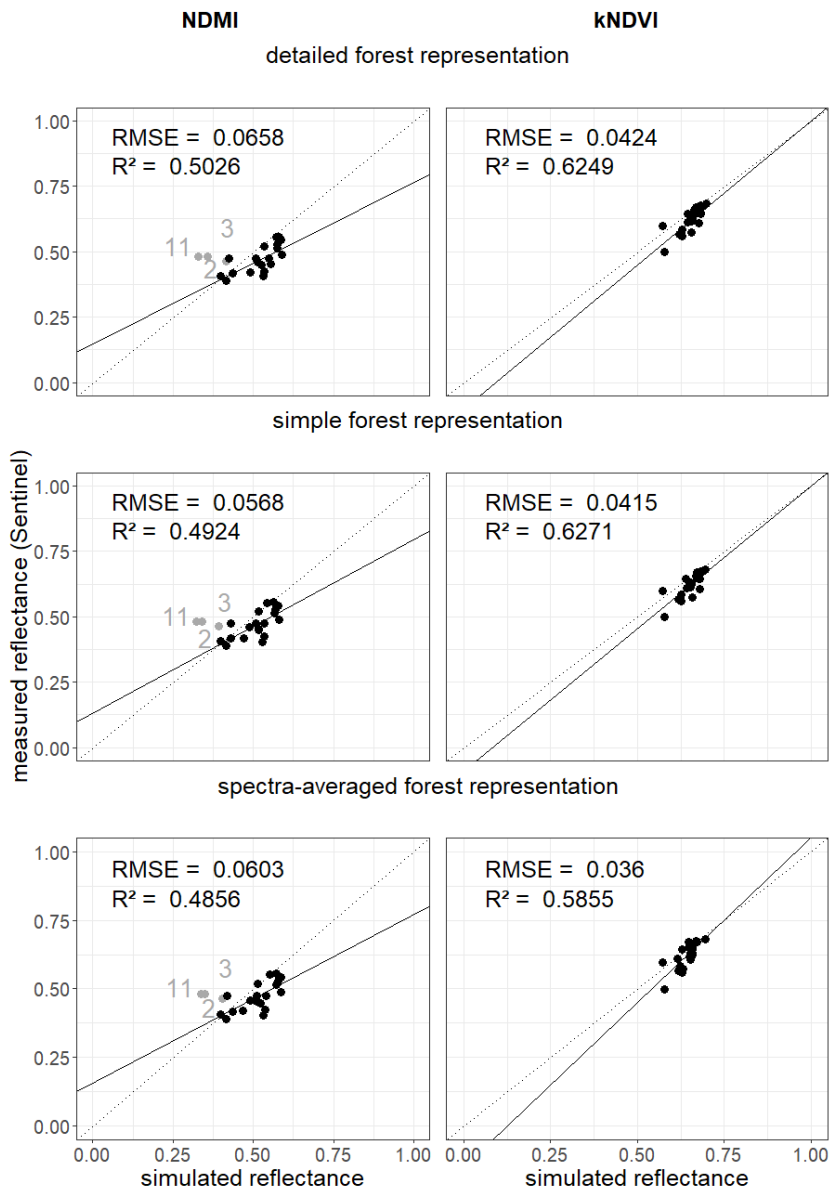 NDMI kNDVI
detailed forest representation
1.00
RMSE = 0.0658
R² = 0.5026
RMSE = 0.0424
R² = 0.6249
0.75
3
11
2
0.50
0.25
0.00
simple forest representation
measured reflectance (Sentinel)
1.00
RMSE = 0.0568
R² = 0.4924
RMSE = 0.0415
R² = 0.6271
0.75
3
11
2
0.50
0.25
0.00
spectra-averaged forest representation
1.00
RMSE = 0.0603
R² = 0.4856
RMSE = 0.036
R² = 0.5855
0.75
3
11
2
0.50
0.25
0.00
0.00 0.25 0.50 0.75 1.00 0.00 0.25 0.50 0.75 1.00
simulated reflectance simulated reflectance